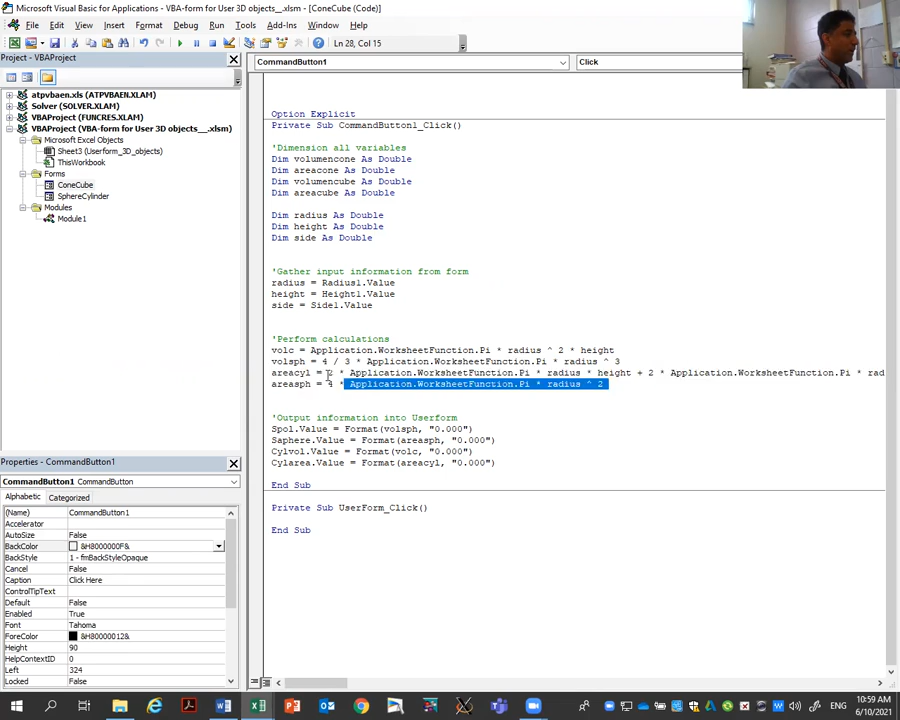 Microsoft Visual Basic for Applications - VBA-form for User 3D objects__.xlsm - [ConeCube (Code)]
File Edit View Insert Format Debug Run Tools Add-Ins Window Help
Ln 28, Col 15
Project - VBAProject
CommandButton1
Click
atpvbaen.xls (ATPVBAEN.XLAM)
Solver (SOLVER.XLAM)
VBAProject (FUNCRES.XLAM)
VBAProject (VBA-form for User 3D objects__.xlsm)
Microsoft Excel Objects
Sheet3 (Userform_3D_objects)
ThisWorkbook
Forms
ConeCube
SphereCylinder
Modules
Module1
Option Explicit
Private Sub CommandButton1_Click()
'Dimension all variables
Dim volumencone As Double
Dim areacone As Double
Dim volumencube As Double
Dim areacube As Double
Dim radius As Double
Dim height As Double
Dim side As Double
'Gather input information from form
radius = Radius1.Value
height = Height1.Value
side = Side1.Value
'Perform calculations
volc = Application.WorksheetFunction.Pi * radius ^ 2 * height
volsph = 4 / 3 * Application.WorksheetFunction.Pi * radius ^ 3
areacyl = 2 * Application.WorksheetFunction.Pi * radius * height + 2 * Application.WorksheetFunction.Pi * rad
areasph = 4 * Application.WorksheetFunction.Pi * radius ^ 2
'Output information into Userform
Spol.Value = Format(volsph, "0.000")
Saphere.Value = Format(areasph, "0.000")
Cylvol.Value = Format(volc, "0.000")
Cylarea.Value = Format(areacyl, "0.000")
End Sub
Private Sub UserForm_Click()
End Sub
Properties - CommandButton1
CommandButton1 CommandButton
Alphabetic Categorized
(Name) CommandButton1
Accelerator
AutoSize False
BackColor &H8000000F&
BackStyle 1 - fmBackStyleOpaque
Cancel False
Caption Click Here
ControlTipText
Default False
Enabled True
Font Tahoma
ForeColor &H80000012&
Height 90
HelpContextID 0
Left 324
Locked False
ENG
10:59 AM
6/10/2021